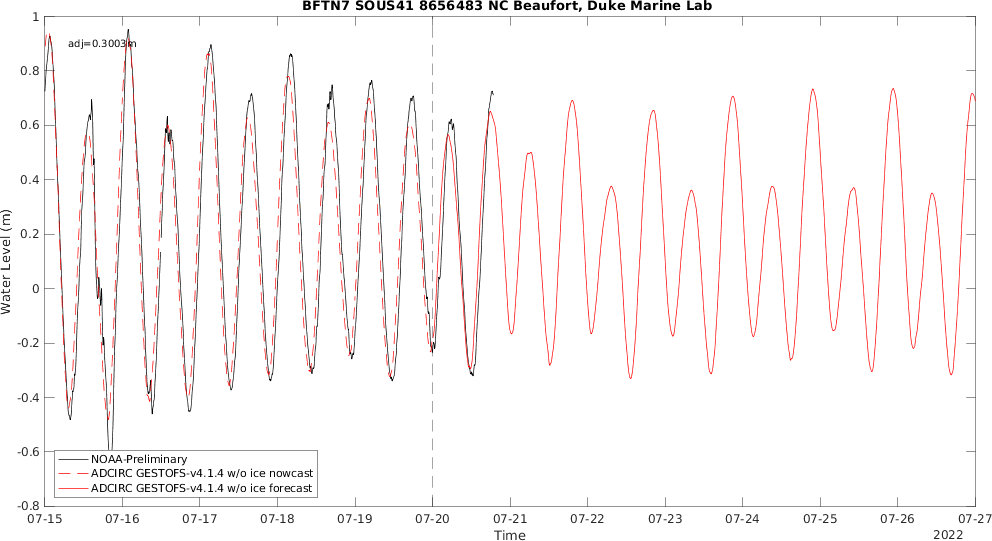 BFTN7 SOUS41 8656483 NC Beaufort, Duke Marine Lab
1
adj=0.3003m
0.8
0.6
0.4
0.2
Water Level (m)
0
-0.2
-0.4
-0.6
NOAA-Preliminary
ADCIRC GESTOFS-v4.1.4 w/o ice nowcast
ADCIRC GESTOFS-v4.1.4 w/o ice forecast
-0.8
07-15 07-16 07-17 07-18 07-19 07-20 07-21 07-22 07-23 07-24 07-25 07-26 07-27
Time
2022